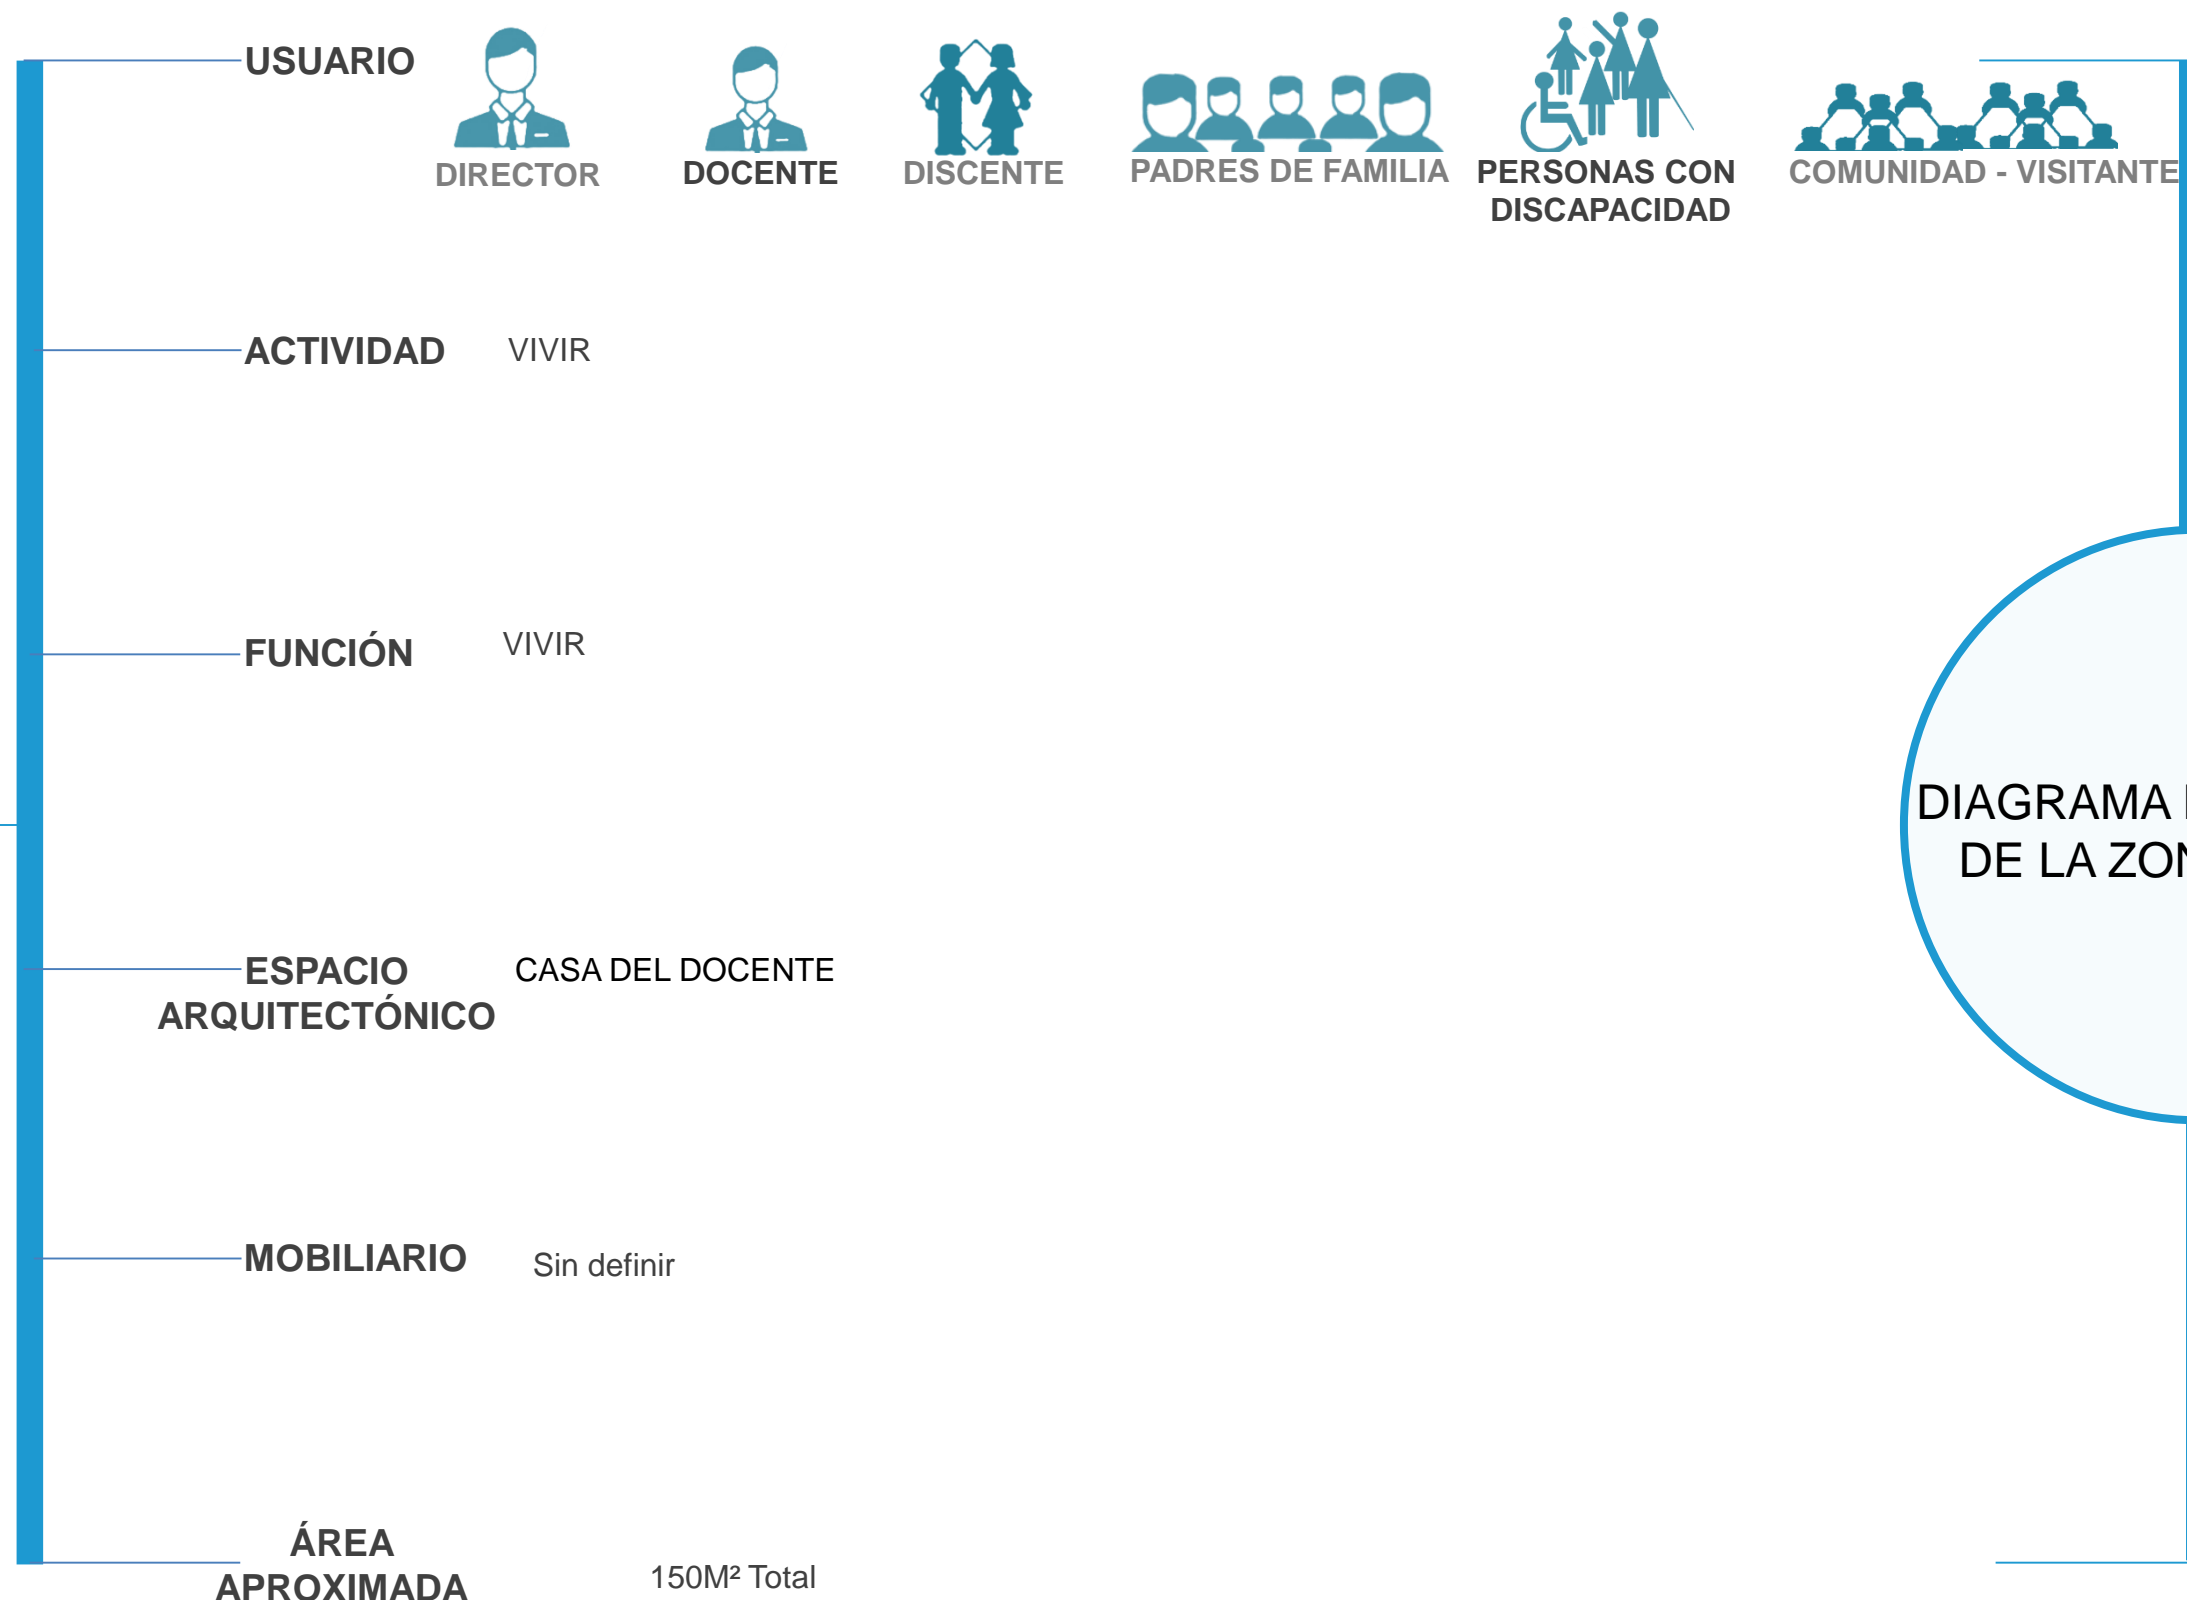 USUARIO
DIRECTOR
DOCENTE
DISCENTE
PADRES DE FAMILIA
PERSONAS CON
DISCAPACIDAD
COMUNIDAD - VISITANTE
ACTIVIDAD
VIVIR
FUNCIÓN
VIVIR
DIAGRAMA
DE LA
ESPACIO
ARQUITECTÓNICO
CASA DEL DOCENTE
MOBILIARIO
Sin definir
ÁREA
APROXIMADA
150M² Total